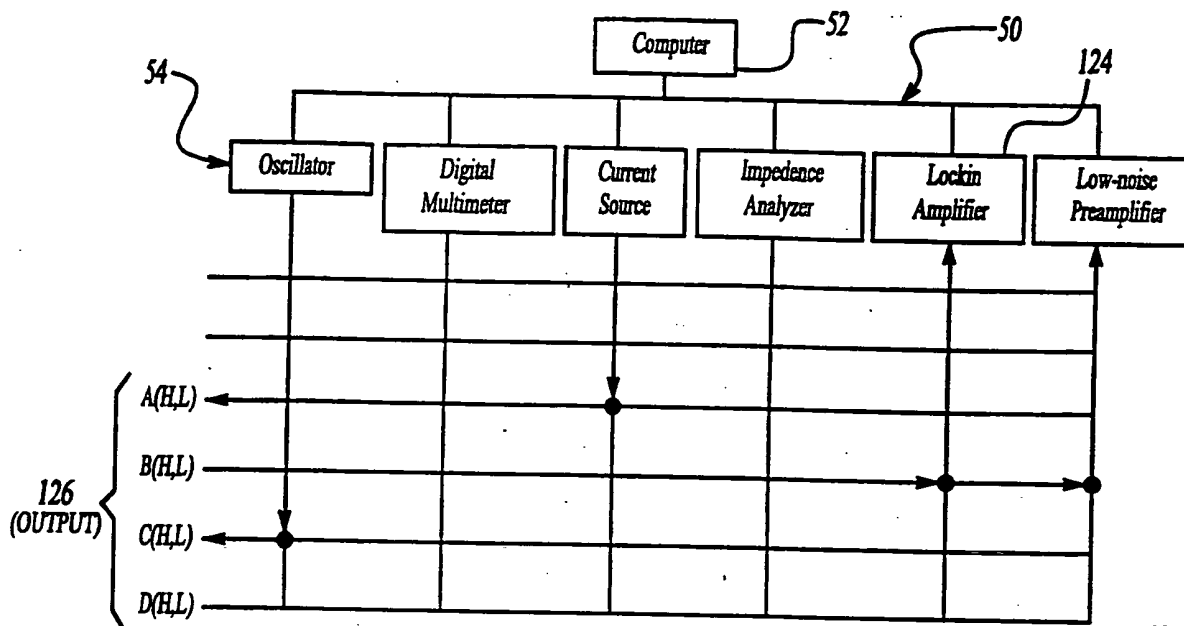 Computer
52
50
54
124
Oscillator
Digital
Multimeter
Current
Source
Impedence
Analyzer
Lockin
Amplifier
Low-noise
Preamplifier
A(H,L)
B(H,L)
126
(OUTPUT)
C(H,L)
D(H,L)